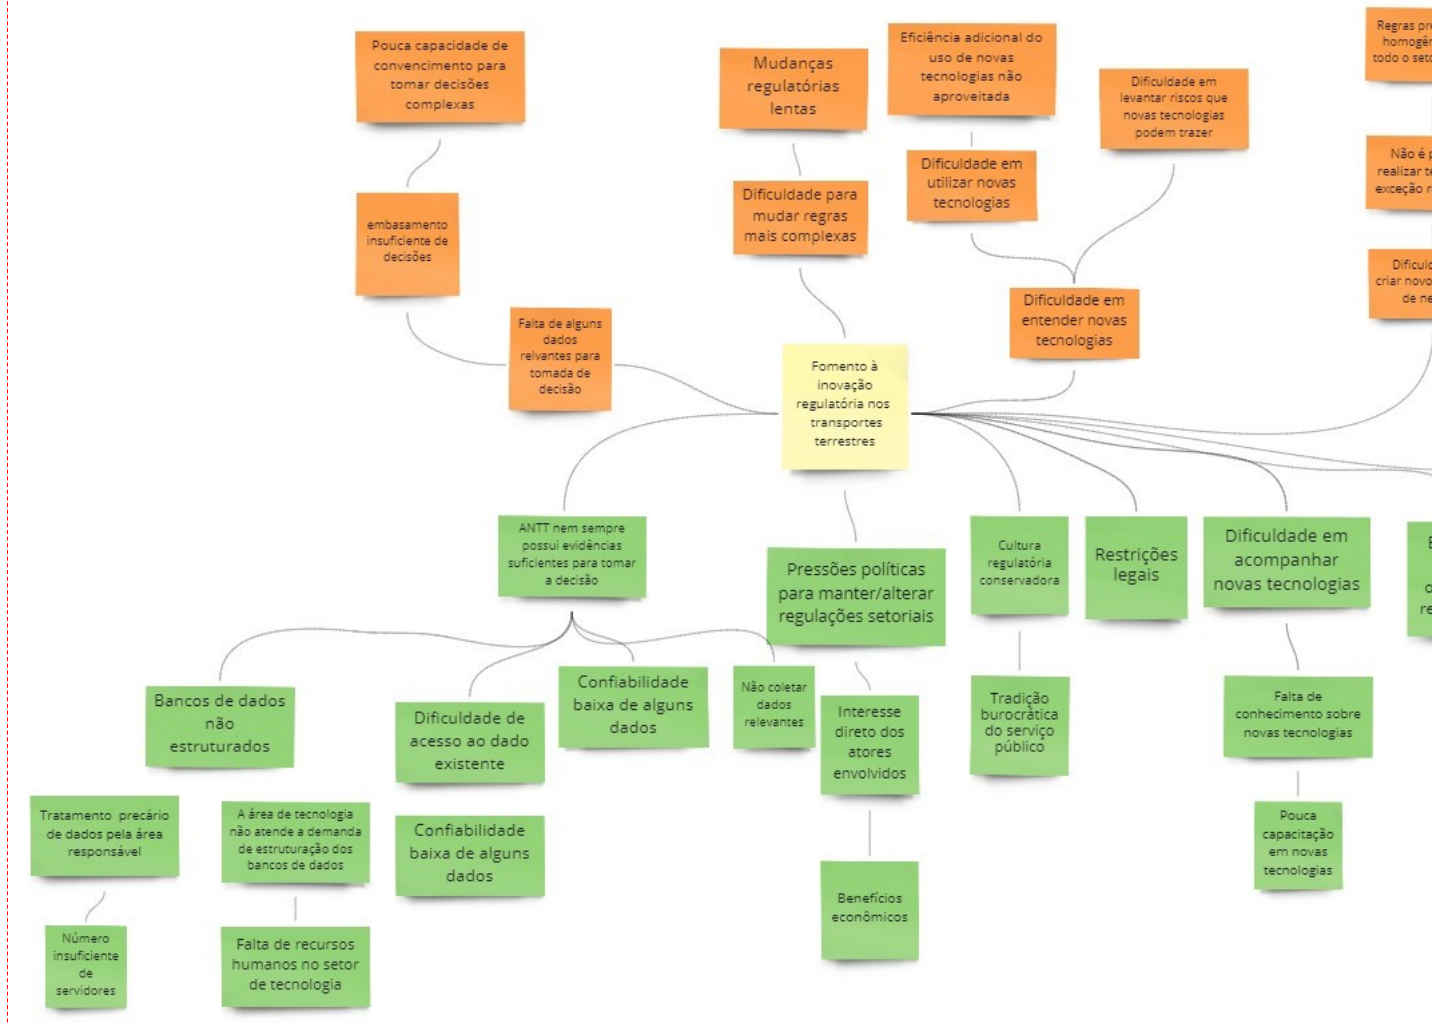 Pouca capacidade de
convencimento para
tomar decisões
complexas
Mudanças
regulatórias
lentas
Eficiência adicional do
uso de novas
tecnologias não
aproveitada
Dificuldade em
levantar riscos que
novas tecnologias
podem trazer
Regras
todo o
embasamento
insuficiente de
decisões
Dificuldade para
mudar regras
mais complexas
Dificuldade em
utilizar novas
tecnologias
Não é
realizar
exceção
Falta de alguns
dados
relvantes para
tomada de
decisão
Fomento à
inovação
regulatória nos
transportes
terrestres
Dificuldade em
entender novas
tecnologias
criar
de
ANTT nem sempre
possui evidências
suficientes para tomar
a decisão
Pressões políticas
para manter/alterar
regulações setoriais
Cultura
regulatória
conservadora
Restrições
legais
Dificuldade em
acompanhar
novas tecnologias
Bancos de dados
não
estruturados
Dificuldade de
acesso ao dado
existente
Confiabilidade
baixa de alguns
dados
Não coletar
dados
relevantes
Interesse
direto dos
atores
envolvidos
Tradição
burocrática
do serviço
público
Falta de
conhecimento sobre
novas tecnologias
Tratamento precário
de dados pela área
responsável
A área de tecnologia
não atende a demanda
de estruturação dos
bancos de dados
Confiabilidade
baixa de alguns
dados
Benefícios
econômicos
Pouca
capacitação
em novas
tecnologias
Número
insuficiente
de
servidores
Falta de recursos
humanos no setor
de tecnologia